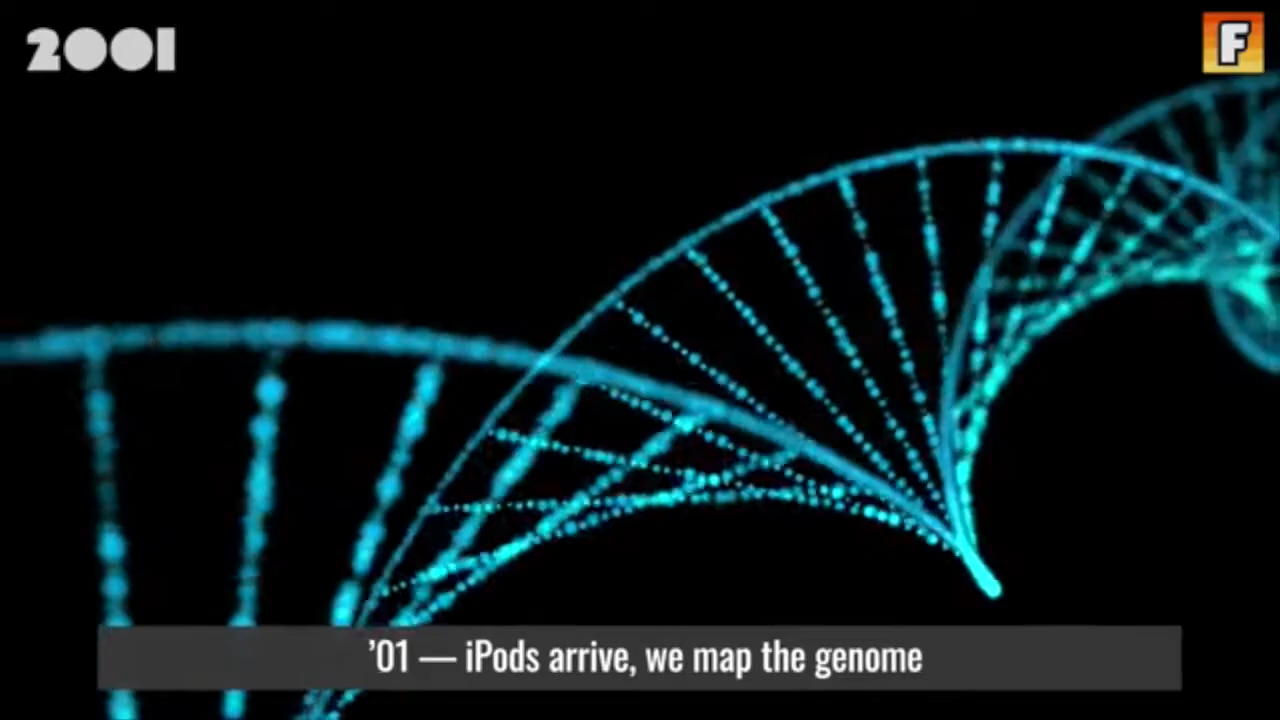 2001
F
’01 — iPods arrive, we map the genome